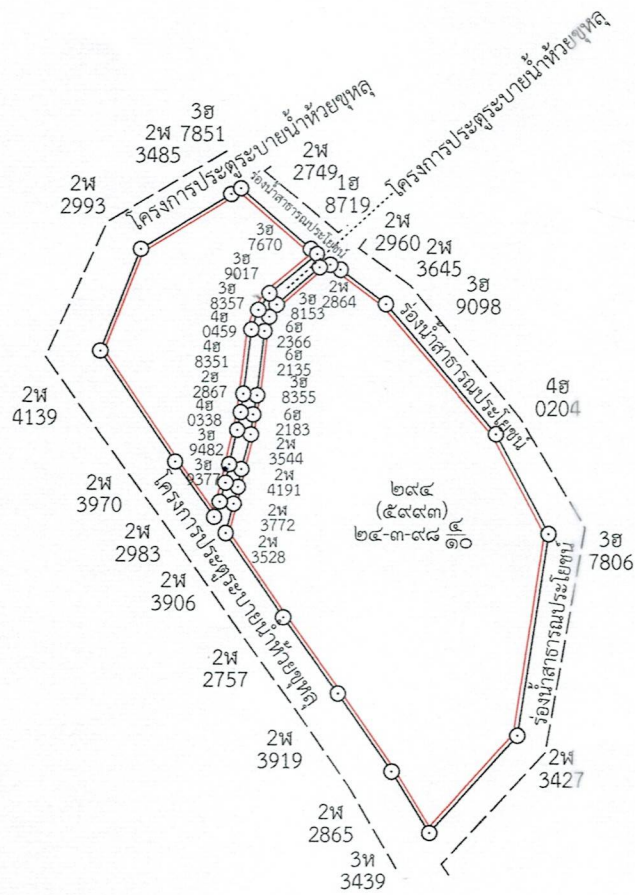 โครงการประตูระบายน้ำห้วยขุหลุ
โครงการประตูระบายน้ำห้วยขุหลุ
3ฮ
7851
2ฬ
3485
2ฬ
2749
1ฮ
8719
ร่องน้ำสาธารณประโยชน์
2ฬ
2993
2ฬ
2960
2ฬ
3645
3ฮ
9098
3ฮ
7670
3ฮ
9017
2ฬ
2864
3ฮ
8357
3ฮ
8153
4ฮ
0459
6ฮ
2366
ร่องน้ำสาธารณประโยชน์
4ฮ
8351
6ฮ
2135
2ฮ
2867
3ฮ
8355
4ฮ
0204
2ฬ
4139
4ฮ
0338
6ฮ
2183
3ฮ
9482
2ฬ
3544
3ฮ
9377
2ฬ
4191
2ฬ
3970
2ฬ
3772
๒๙๔
(๕๙๙๓)
๒๔-๓-๙๘ ๔/๑๐
2ฬ
2983
2ฬ
3528
3ฮ
7806
2ฬ
3906
โครงการประตูระบายน้ำห้วยขุหลุ
ร่องน้ำสาธารณประโยชน์
2ฬ
2757
2ฬ
3919
2ฬ
3427
2ฬ
2865
3ห
3439